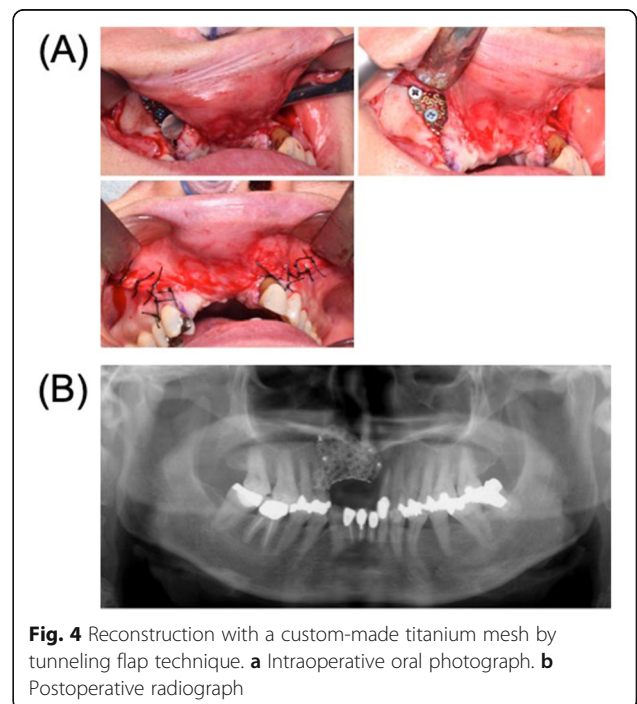 (A)
(B)
Fig. 4 Reconstruction with a custom-made titanium mesh by
tunneling flap technique. a Intraoperative oral photograph. b
Postoperative radiograph